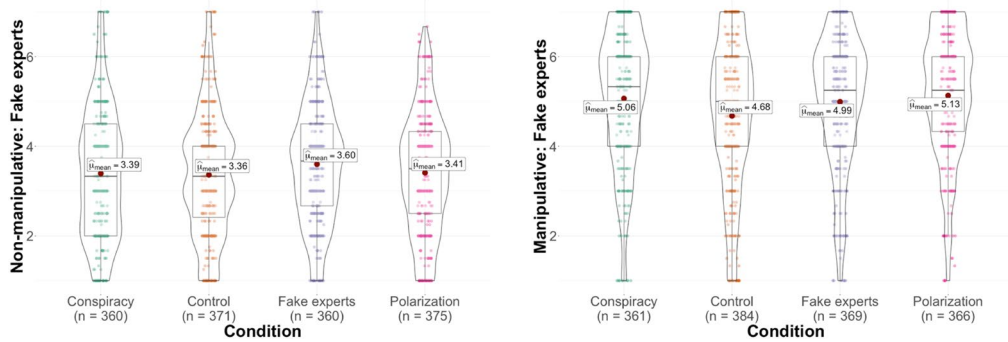 Non-manipulative: Fake experts
6
4
2
μ̂mean = 3.39
μ̂mean = 3.36
μ̂mean = 3.60
μ̂mean = 3.41
Conspiracy
(n = 360)
Control
(n = 371)
Fake experts
(n = 360)
Polarization
(n = 375)
Condition
Manipulative: Fake experts
6
4
2
μ̂mean = 5.06
μ̂mean = 4.68
μ̂mean = 4.99
μ̂mean = 5.13
Conspiracy
(n = 361)
Control
(n = 384)
Fake experts
(n = 369)
Polarization
(n = 366)
Condition